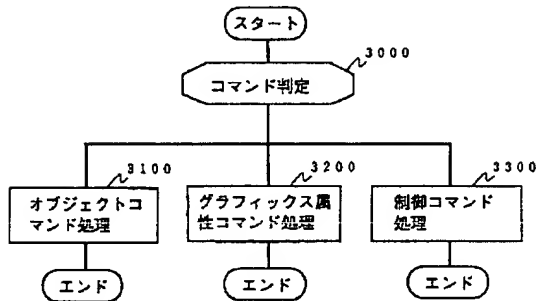 スタート
3000
コマンド判定
3100
オブジェクトコ
マンド処理
3200
グラフィックス属
性コマンド処理
3300
制御コマンド
処理
エンド
エンド
エンド